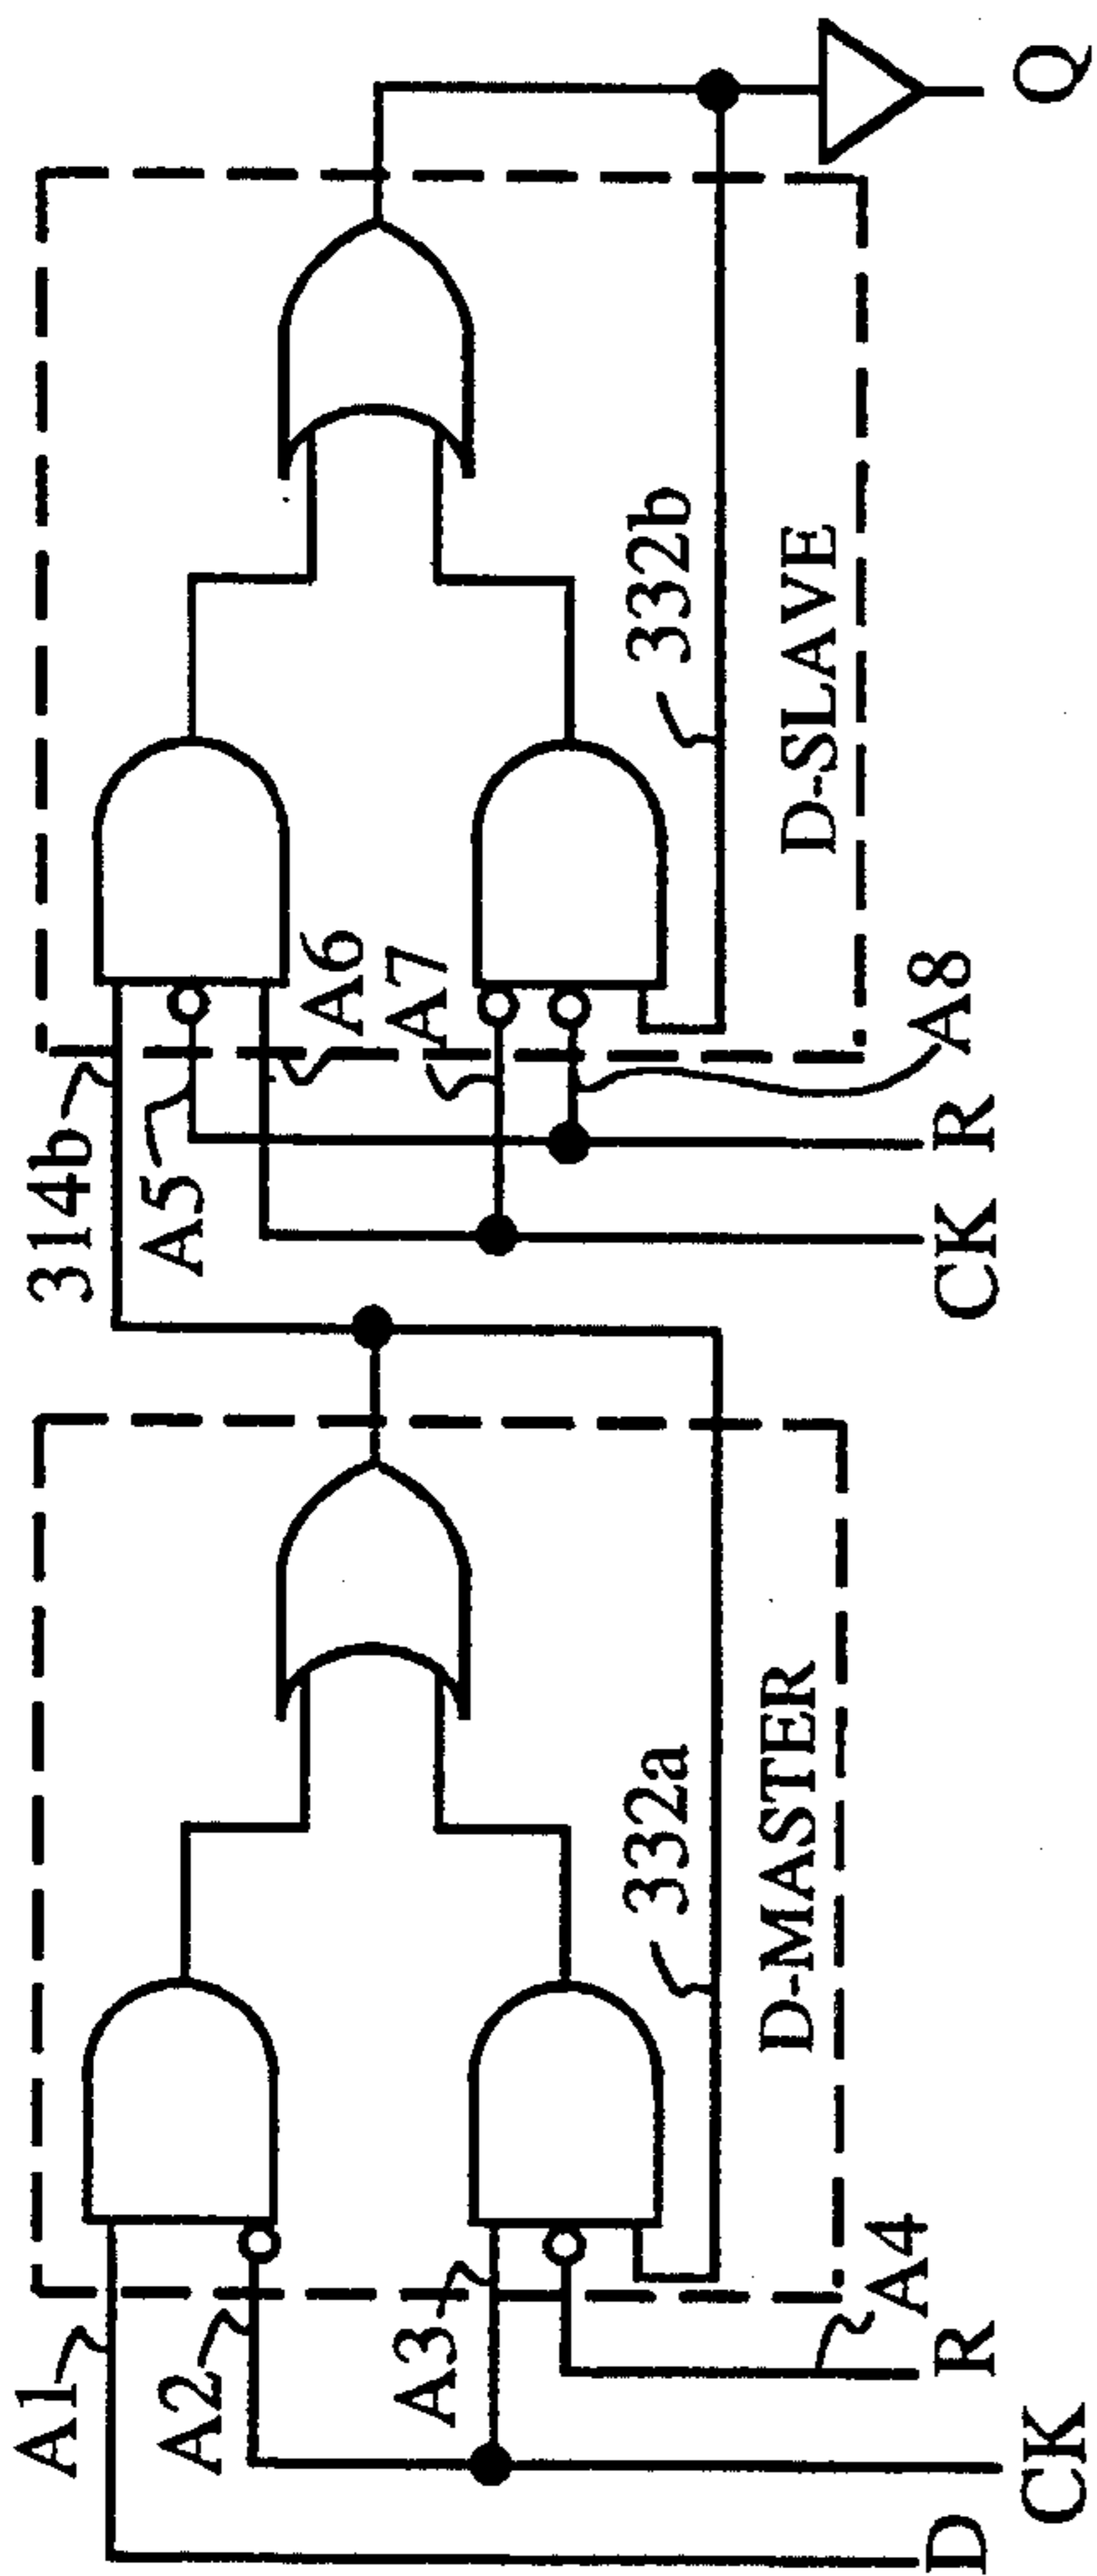 A1
A2
A3
A4
D
CK
R
332a
D-MASTER
314b
A5
A6
A7
A8
CK
R
332b
D-SLAVE
Q